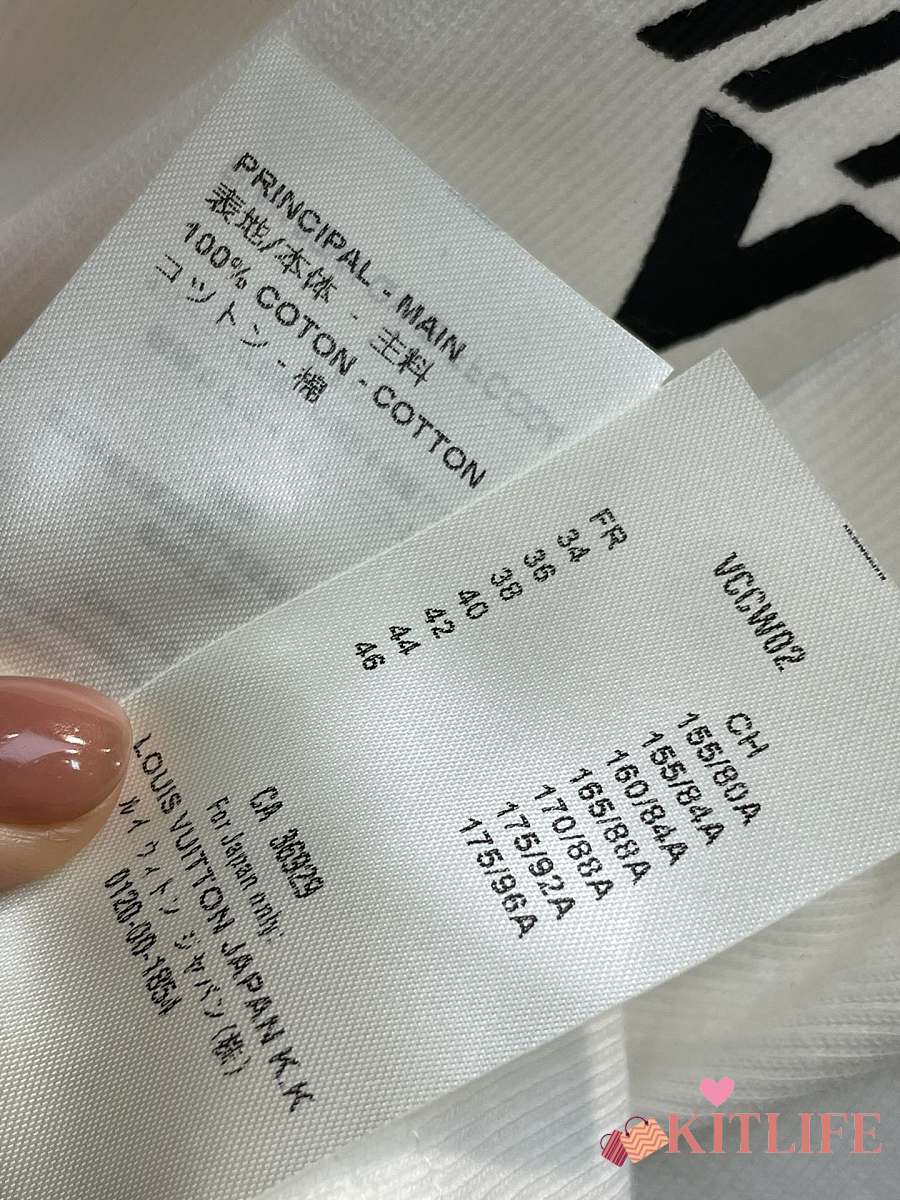 PRINCIPAL - MAIN
表地/本体 - 主料
100% COTON - COTTON
コットン - 棉
VCCW02
FR CH
34 155/80A
36 155/84A
38 160/84A
40 165/88A
42 170/88A
44 175/92A
46 175/96A
CA 36929
For Japan only:
LOUIS VUITTON JAPAN K.K
ルイ ヴィトン ジャパン(株)
0120-00-1854
KITLIFE